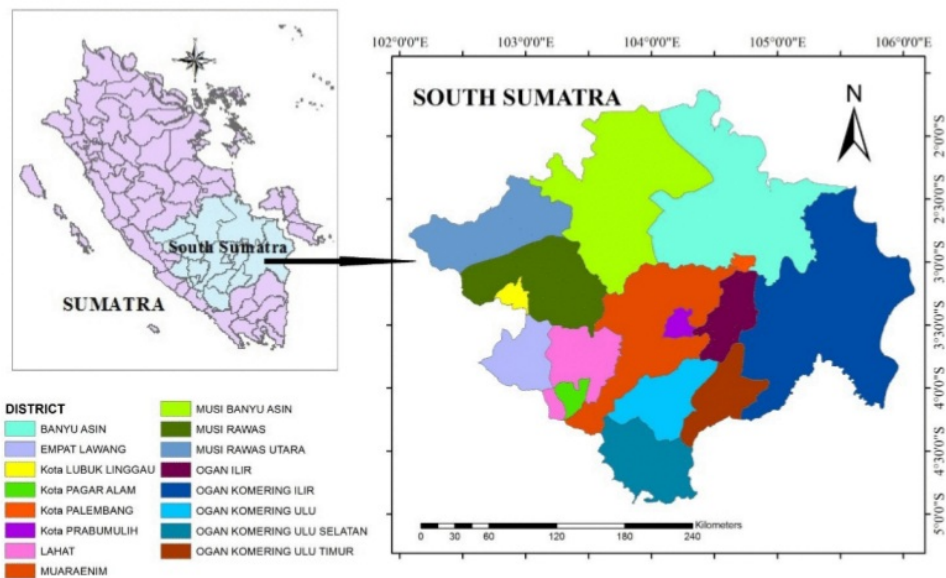 South Sumatra
SUMATRA
102°0'0"E 103°0'0"E 104°0'0"E 105°0'0"E 106°0'0"E
SOUTH SUMATRA
N
2°0'0"S
2°30'0"S
3°0'0"S
3°30'0"S
4°0'0"S
4°30'0"S
5°0'0"S
Kilometers
0 30 60 120 180 240
DISTRICT
BANYU ASIN
EMPAT LAWANG
Kota LUBUK LINGGAU
Kota PAGAR ALAM
Kota PALEMBANG
Kota PRABUMULIH
LAHAT
MUARAENIM
MUSI BANYU ASIN
MUSI RAWAS
MUSI RAWAS UTARA
OGAN ILIR
OGAN KOMERING ILIR
OGAN KOMERING ULU
OGAN KOMERING ULU SELATAN
OGAN KOMERING ULU TIMUR